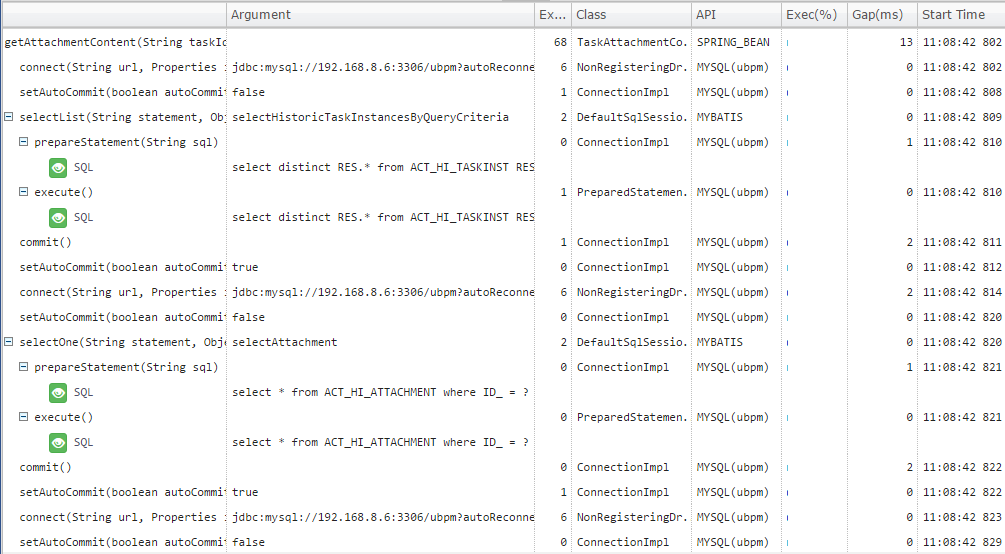 Argument Ex... Class API Exec(%) Gap(ms) Start Time
getAttachmentContent(String taskId 68 TaskAttachmentCo. SPRING_BEAN 13 11:08:42 802
connect(String url, Properties jdbc:mysql://192.168.8.6:3306/ubpm?autoReconne 6 NonRegisteringDr. MYSQL(ubpm) 0 11:08:42 802
setAutoCommit(boolean autoCommit false 1 ConnectionImpl MYSQL(ubpm) 0 11:08:42 808
selectList(String statement, Obj selectHistoricTaskInstancesByQueryCriteria 2 DefaultSqlSessio. MYBATIS 0 11:08:42 809
prepareStatement(String sql) 0 ConnectionImpl MYSQL(ubpm) 1 11:08:42 810
SQL select distinct RES.* from ACT_HI_TASKINST RES
execute() 1 PreparedStatemen. MYSQL(ubpm) 0 11:08:42 810
SQL select distinct RES.* from ACT_HI_TASKINST RES
commit() 1 ConnectionImpl MYSQL(ubpm) 2 11:08:42 811
setAutoCommit(boolean autoCommit true 0 ConnectionImpl MYSQL(ubpm) 0 11:08:42 812
connect(String url, Properties jdbc:mysql://192.168.8.6:3306/ubpm?autoReconne 6 NonRegisteringDr. MYSQL(ubpm) 2 11:08:42 814
setAutoCommit(boolean autoCommit false 0 ConnectionImpl MYSQL(ubpm) 0 11:08:42 820
selectOne(String statement, Obje selectAttachment 2 DefaultSqlSessio. MYBATIS 0 11:08:42 820
prepareStatement(String sql) 0 ConnectionImpl MYSQL(ubpm) 1 11:08:42 821
SQL select * from ACT_HI_ATTACHMENT where ID_ = ?
execute() 0 PreparedStatemen. MYSQL(ubpm) 0 11:08:42 821
SQL select * from ACT_HI_ATTACHMENT where ID_ = ?
commit() 0 ConnectionImpl MYSQL(ubpm) 2 11:08:42 822
setAutoCommit(boolean autoCommit true 1 ConnectionImpl MYSQL(ubpm) 0 11:08:42 822
connect(String url, Properties jdbc:mysql://192.168.8.6:3306/ubpm?autoReconne 6 NonRegisteringDr. MYSQL(ubpm) 0 11:08:42 823
setAutoCommit(boolean autoCommit false 0 ConnectionImpl MYSQL(ubpm) 0 11:08:42 829